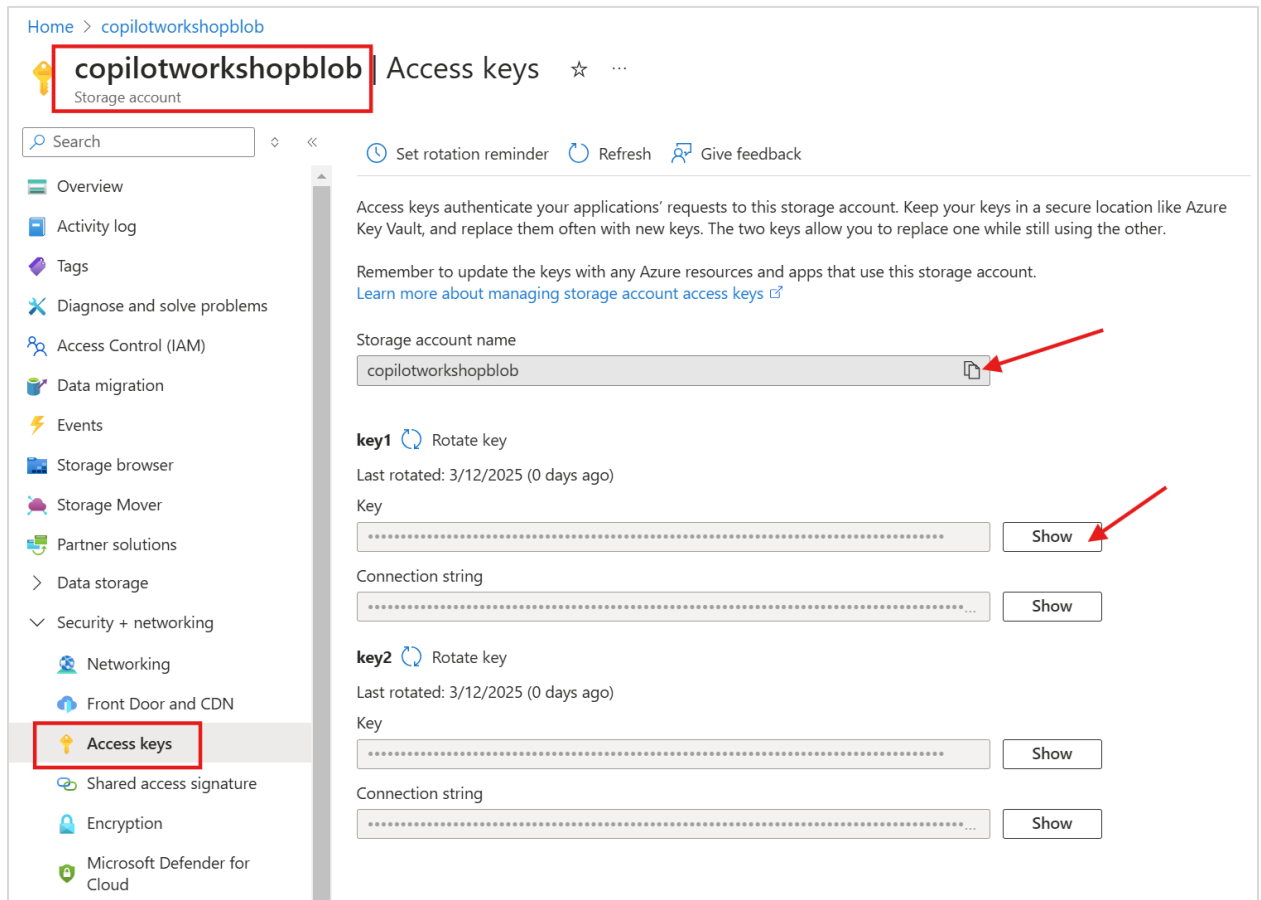 Home > copilotworkshopblob
copilotworkshopblob | Access keys
Storage account
Search
Overview
Activity log
Tags
Diagnose and solve problems
Access Control (IAM)
Data migration
Events
Storage browser
Storage Mover
Partner solutions
Data storage
Security + networking
Networking
Front Door and CDN
Access keys
Shared access signature
Encryption
Microsoft Defender for
Cloud
Set rotation reminder Refresh Give feedback
Access keys authenticate your applications’ requests to this storage account. Keep your keys in a secure location like Azure
Key Vault, and replace them often with new keys. The two keys allow you to replace one while still using the other.
Remember to update the keys with any Azure resources and apps that use this storage account.
Learn more about managing storage account access keys
Storage account name
copilotworkshopblob
key1 Rotate key
Last rotated: 3/12/2025 (0 days ago)
Key
Show
Connection string
Show
key2 Rotate key
Last rotated: 3/12/2025 (0 days ago)
Key
Show
Connection string
Show